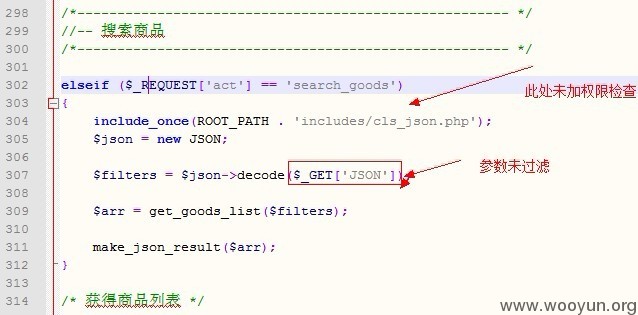 298 /*------------------------------------------------------ */
299 //-- 搜索商品
300 /*------------------------------------------------------ */
301
302 elseif ($_REQUEST['act'] == 'search_goods')
303 {
此处未加权限检查
304 include_once(ROOT_PATH . 'includes/cls_json.php');
305 $json = new JSON;
306
参数未过滤
307 $filters = $json->decode($_GET['JSON']);
308
309 $arr = get_goods_list($filters);
310
311 make_json_result($arr);
312 }
313
314 /* 获得商品列表 */
www.wooyun.org